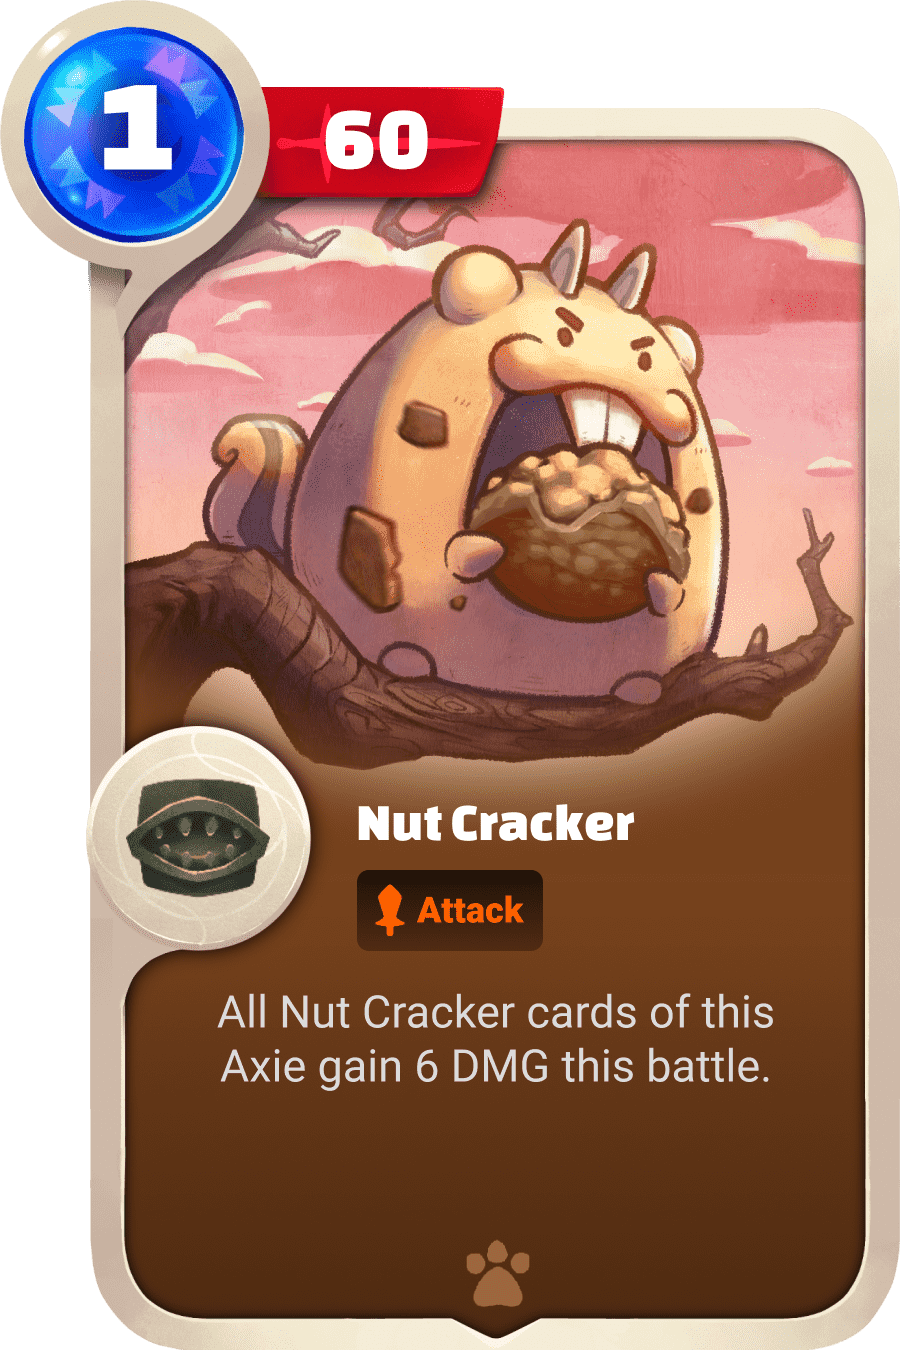 1
60
Nut Cracker
Attack
All Nut Cracker cards of this
Axie gain 6 DMG this battle.